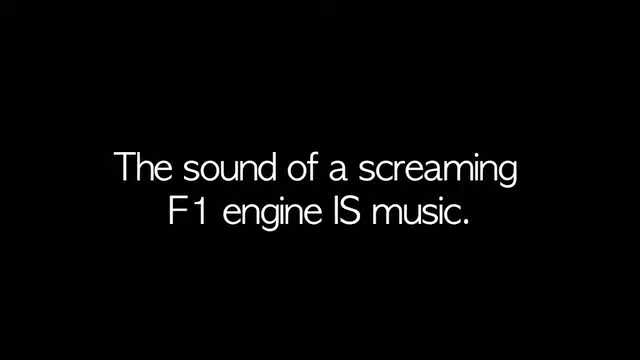 The sound of a screaming
F1 engine IS music.